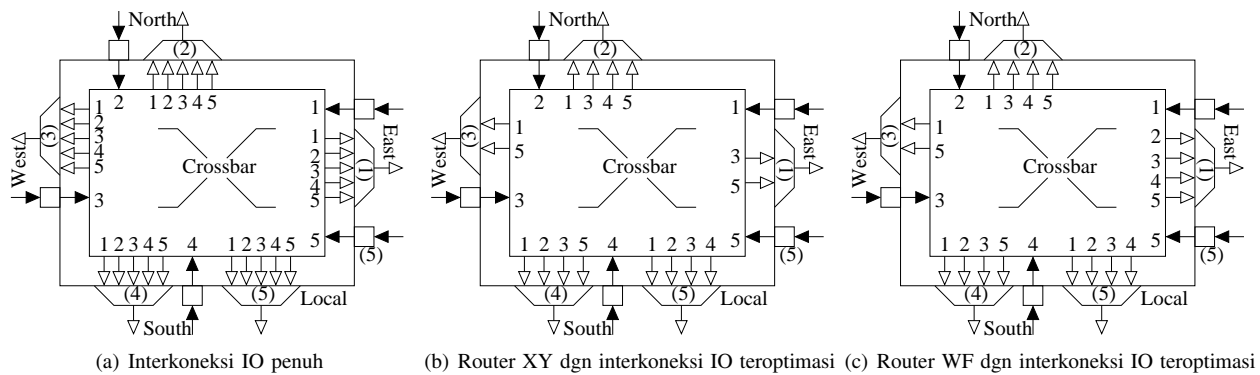 North
(2)
2 1 2 3 4 5
1
2
3
4
5
(3)
West
3
Crossbar
1
1
2
3
4
5
(1)
East
5
(5)
1 2 3 4 5 4 1 2 3 4 5
(4) (5) Local
South
(a) Interkoneksi IO penuh
North
(2)
2 1 3 4 5
1
5
(3)
West
3
Crossbar
1
3
5
(1)
East
5
(5)
1 2 3 5 4 1 2 3 4
(4) (5) Local
South
(b) Router XY dgn interkoneksi IO teroptimasi
North
(2)
2 1 3 4 5
1
5
(3)
West
3
Crossbar
1
2
3
4
5
(1)
East
5
(5)
1 2 3 5 4 1 2 3 4
(4) (5) Local
South
(c) Router WF dgn interkoneksi IO teroptimasi